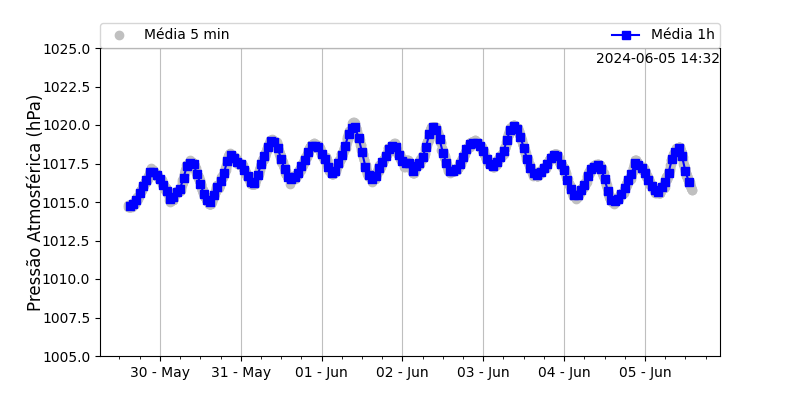 Média 5 min
Média 1h
2024-06-05 14:32
Pressão Atmosférica (hPa)
1025.0
1022.5
1020.0
1017.5
1015.0
1012.5
1010.0
1007.5
1005.0
30 - May
31 - May
01 - Jun
02 - Jun
03 - Jun
04 - Jun
05 - Jun